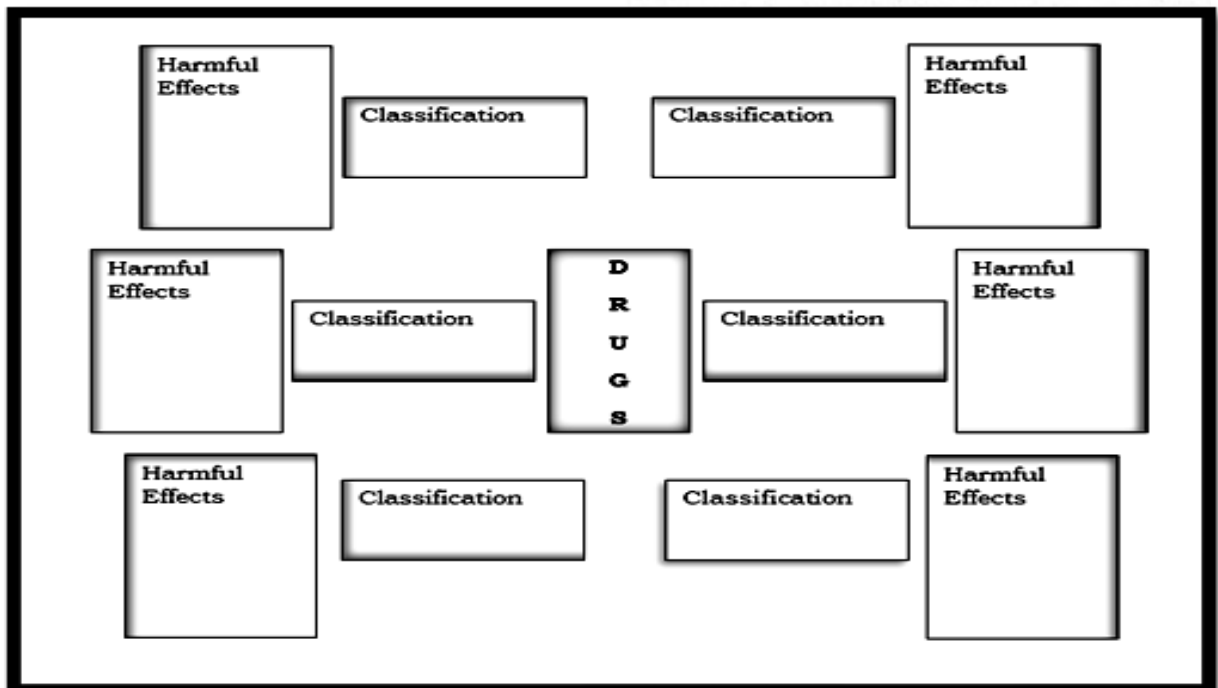 Harmful
Effects
Classification
Classification
Harmful
Effects
Harmful
Effects
Classification
D
R
U
G
S
Classification
Harmful
Effects
Harmful
Effects
Classification
Classification
Harmful
Effects